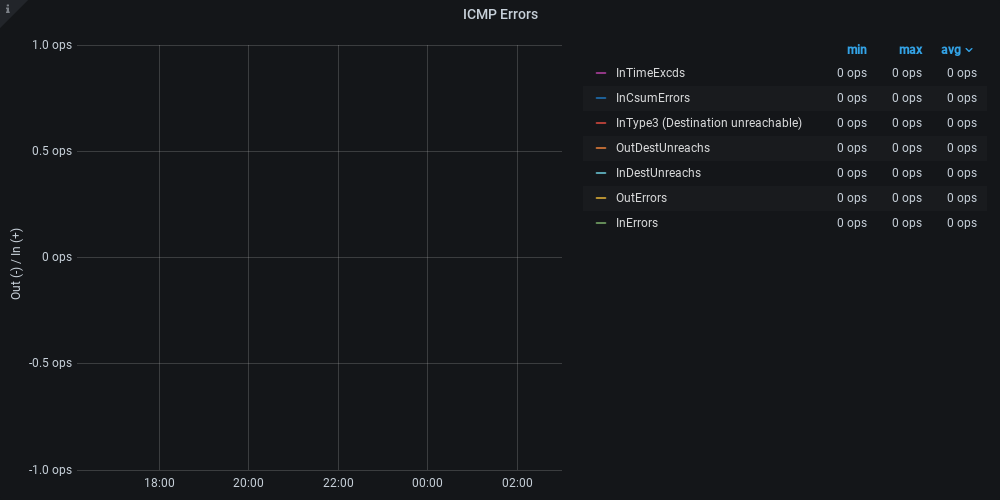 ICMP Errors
1.0 ops
0.5 ops
0 ops
-0.5 ops
-1.0 ops
Out (-) / In (+)
18:00 20:00 22:00 00:00 02:00
min max avg
InTimeExcds 0 ops 0 ops 0 ops
InCsumErrors 0 ops 0 ops 0 ops
InType3 (Destination unreachable) 0 ops 0 ops 0 ops
OutDestUnreachs 0 ops 0 ops 0 ops
InDestUnreachs 0 ops 0 ops 0 ops
OutErrors 0 ops 0 ops 0 ops
InErrors 0 ops 0 ops 0 ops